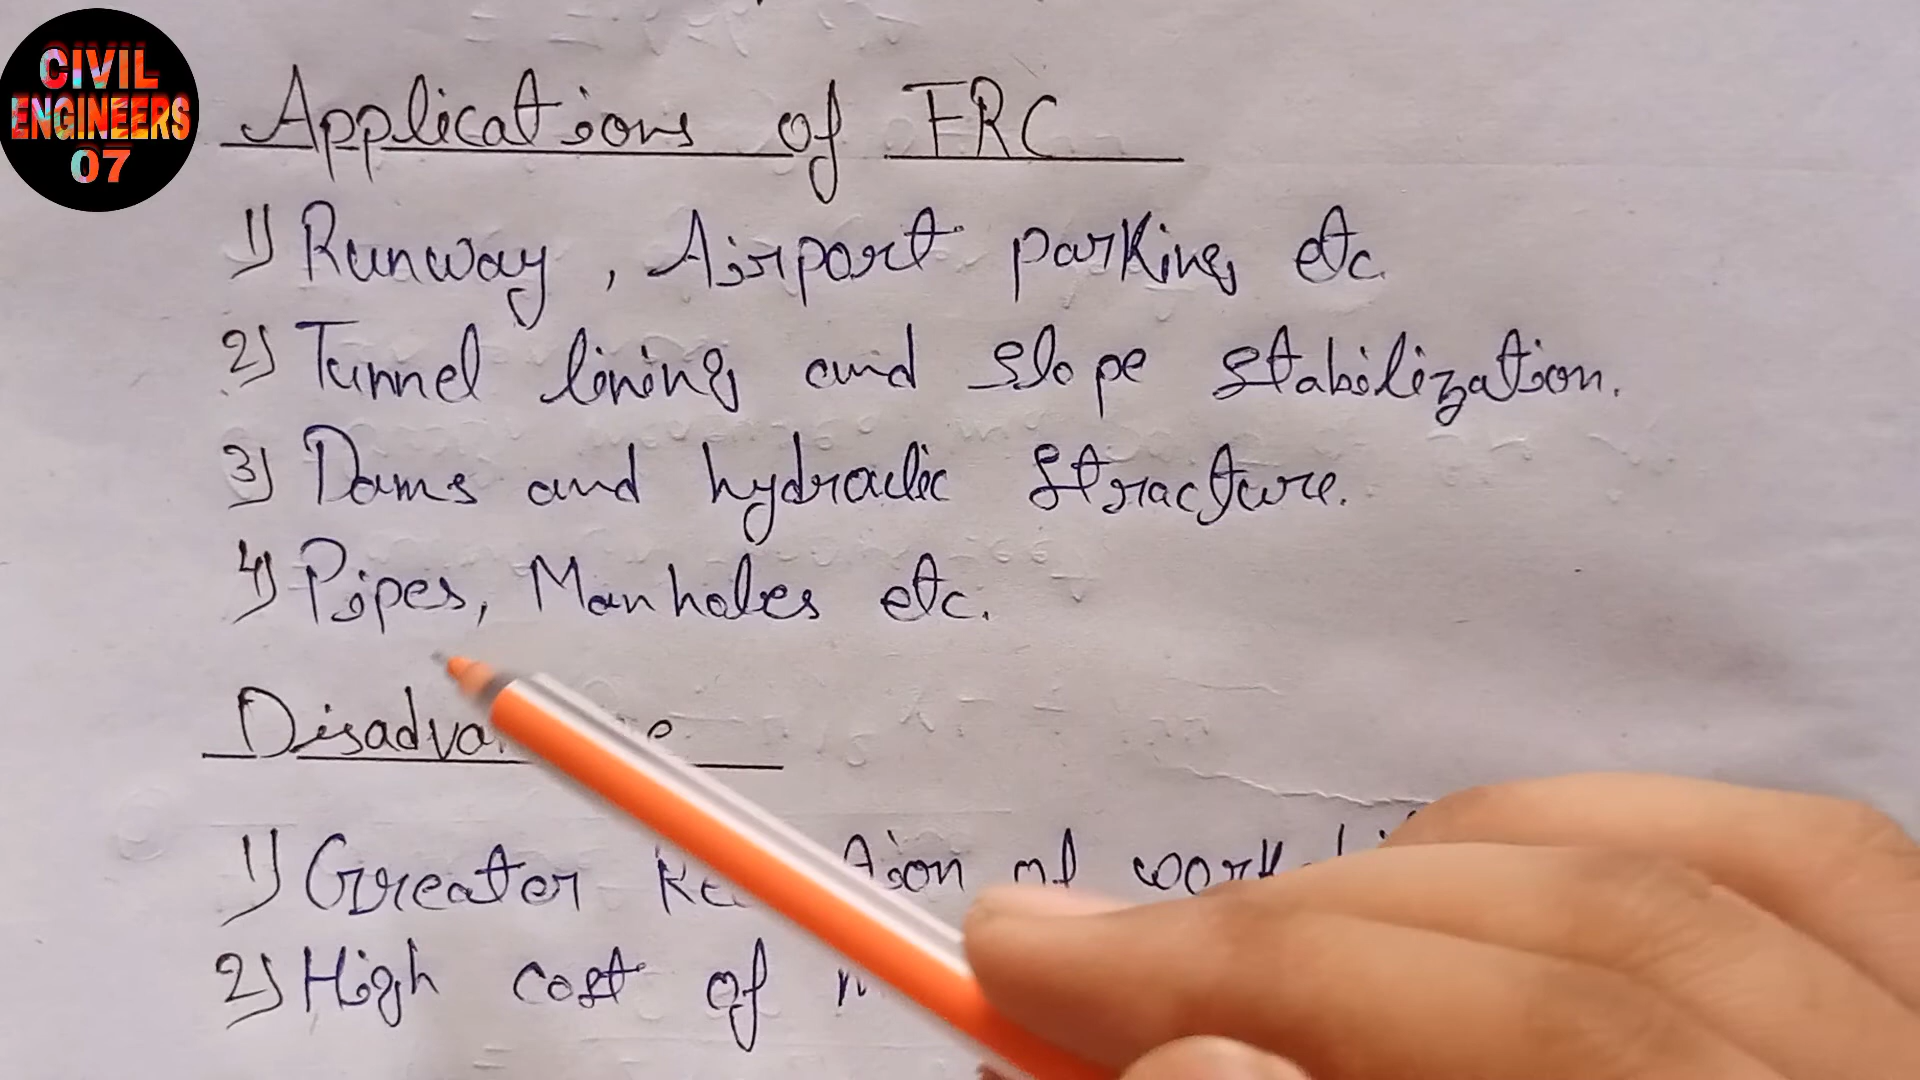 CIVIL
ENGINEERS
07
Applications of FRC
1) Runway, Airport parking etc.
2) Tunnel lining and slope stabilization.
3) Dams and hydraulic structure.
4) Pipes, Manholes etc.
1) Greater of
2) High cost of